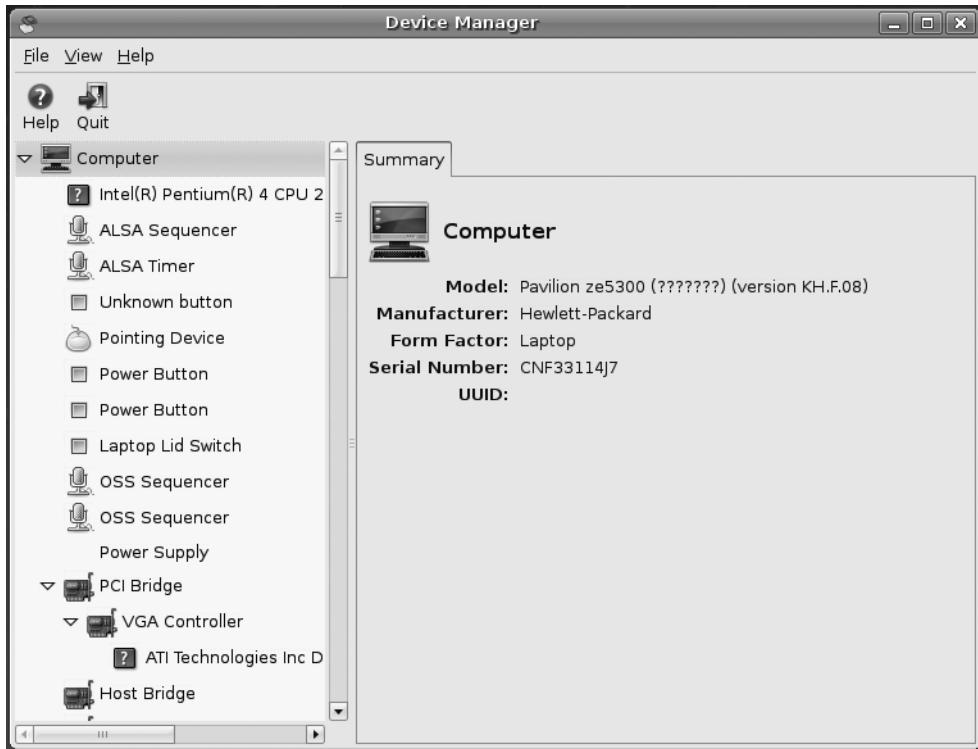 Device Manager
File View Help
Help Quit
Computer
Intel(R) Pentium(R) 4 CPU 2
ALSA Sequencer
ALSA Timer
Unknown button
Pointing Device
Power Button
Power Button
Laptop Lid Switch
OSS Sequencer
OSS Sequencer
Power Supply
PCI Bridge
VGA Controller
ATI Technologies Inc D
Host Bridge
Summary
Computer
Model: Pavilion ze5300 (???????) (version KH.F.08)
Manufacturer: Hewlett-Packard
Form Factor: Laptop
Serial Number: CNF33114J7
UUID: